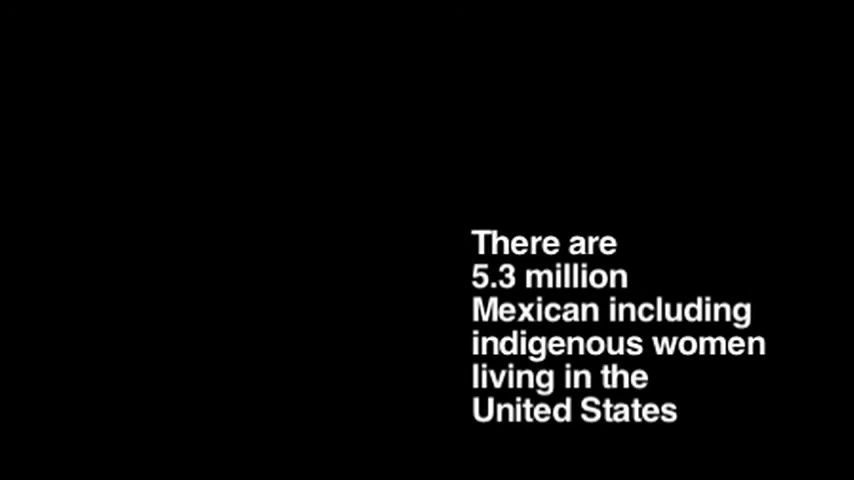 There are
5.3 million
Mexican including
indigenous women
living in the
United States